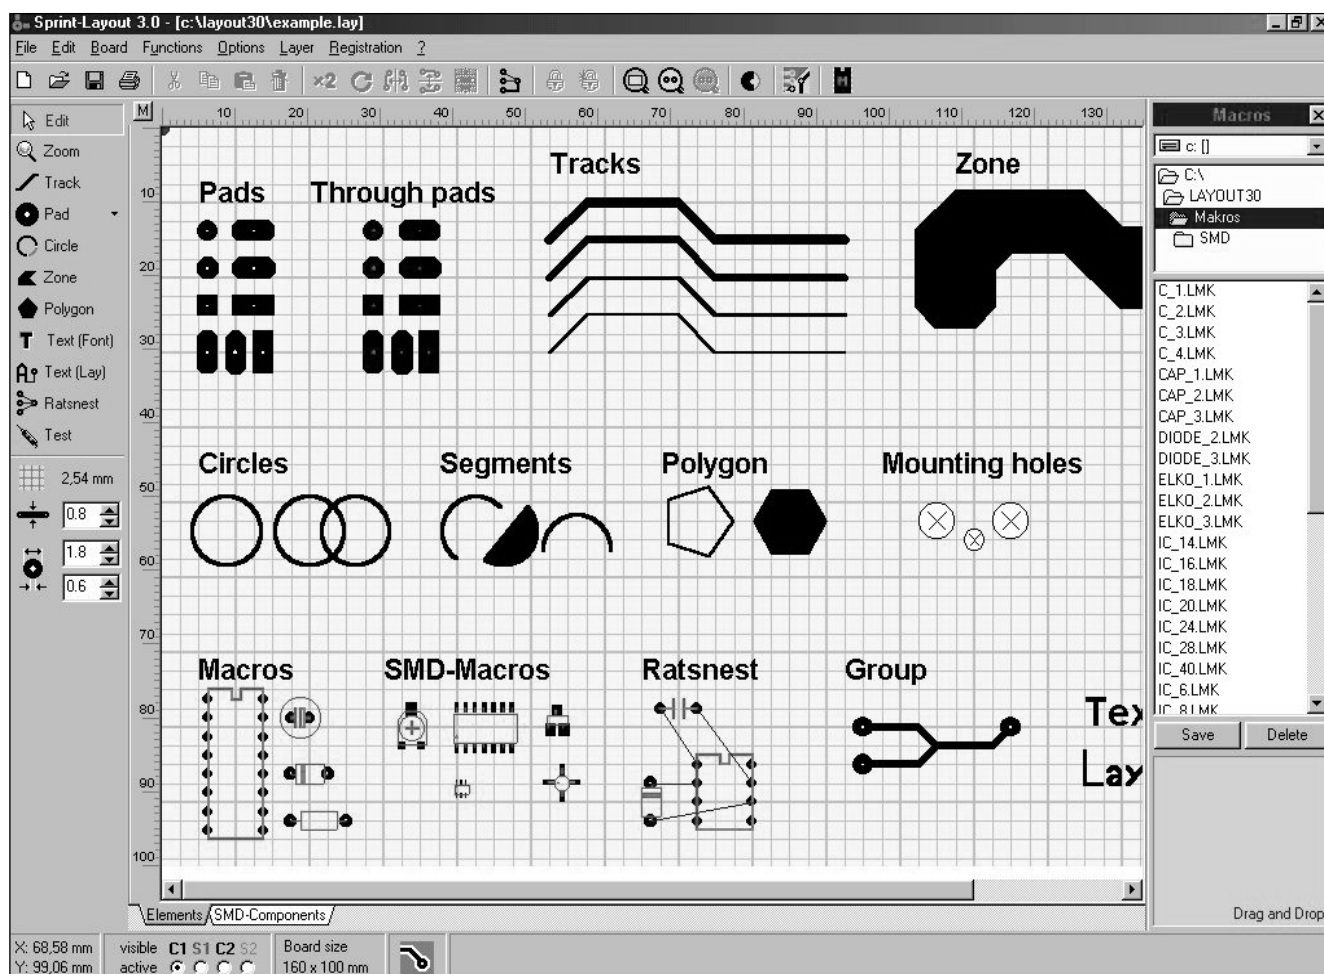 Sprint-Layout 3.0 - [c:\layout30\example.lay]
File Edit Board Functions Options Layer Registration ?
×2
M
Edit
Zoom
Track
Pad
Circle
Zone
Polygon
T Text (Font)
Text (Lay)
Ratsnest
Test
2,54 mm
0.8
1.8
0.6
M
10 20 30 40 50 60 70 80 90 100 110 120 130
10
20
30
40
50
60
70
80
90
100
Pads
Through pads
Tracks
Zone
Circles
Segments
Polygon
Mounting holes
Macros
SMD-Macros
Ratsnest
Group
Tex
Lay
Elements
SMD-Components
Macros
c: []
C:\
LAYOUT30
Makros
SMD
C_1.LMK
C_2.LMK
C_3.LMK
C_4.LMK
CAP_1.LMK
CAP_2.LMK
CAP_3.LMK
DIODE_2.LMK
DIODE_3.LMK
ELKO_1.LMK
ELKO_2.LMK
ELKO_3.LMK
IC_14.LMK
IC_16.LMK
IC_18.LMK
IC_20.LMK
IC_24.LMK
IC_28.LMK
IC_40.LMK
IC_6.LMK
IC_8.LMK
Save
Delete
Drag and Drop
X: 68,58 mm
Y: 99,06 mm
visible C1 S1 C2 S2
active
Board size
160 x 100 mm